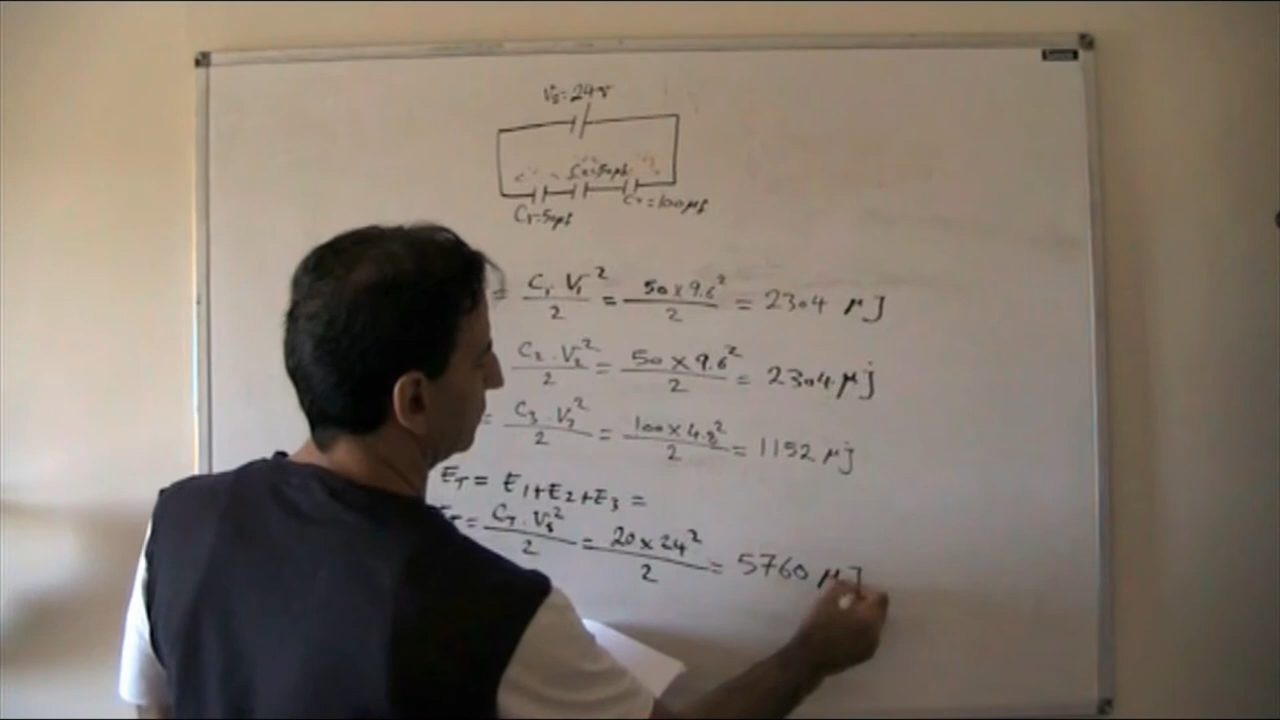 Vs = 24v
C2=50μf
C1=50μf
C3=100μf
= C1 . V1² / 2 = 50 x 9.6² / 2 = 2304 μJ
C2 . V2² / 2 = 50 x 9.6² / 2 = 2304 μj
= C3 . V3² / 2 = 100 x 4.8² / 2 = 1152 μj
ET = E1+E2+E3 =
= CT . Vs² / 2 = 20 x 24² / 2 = 5760 μJ